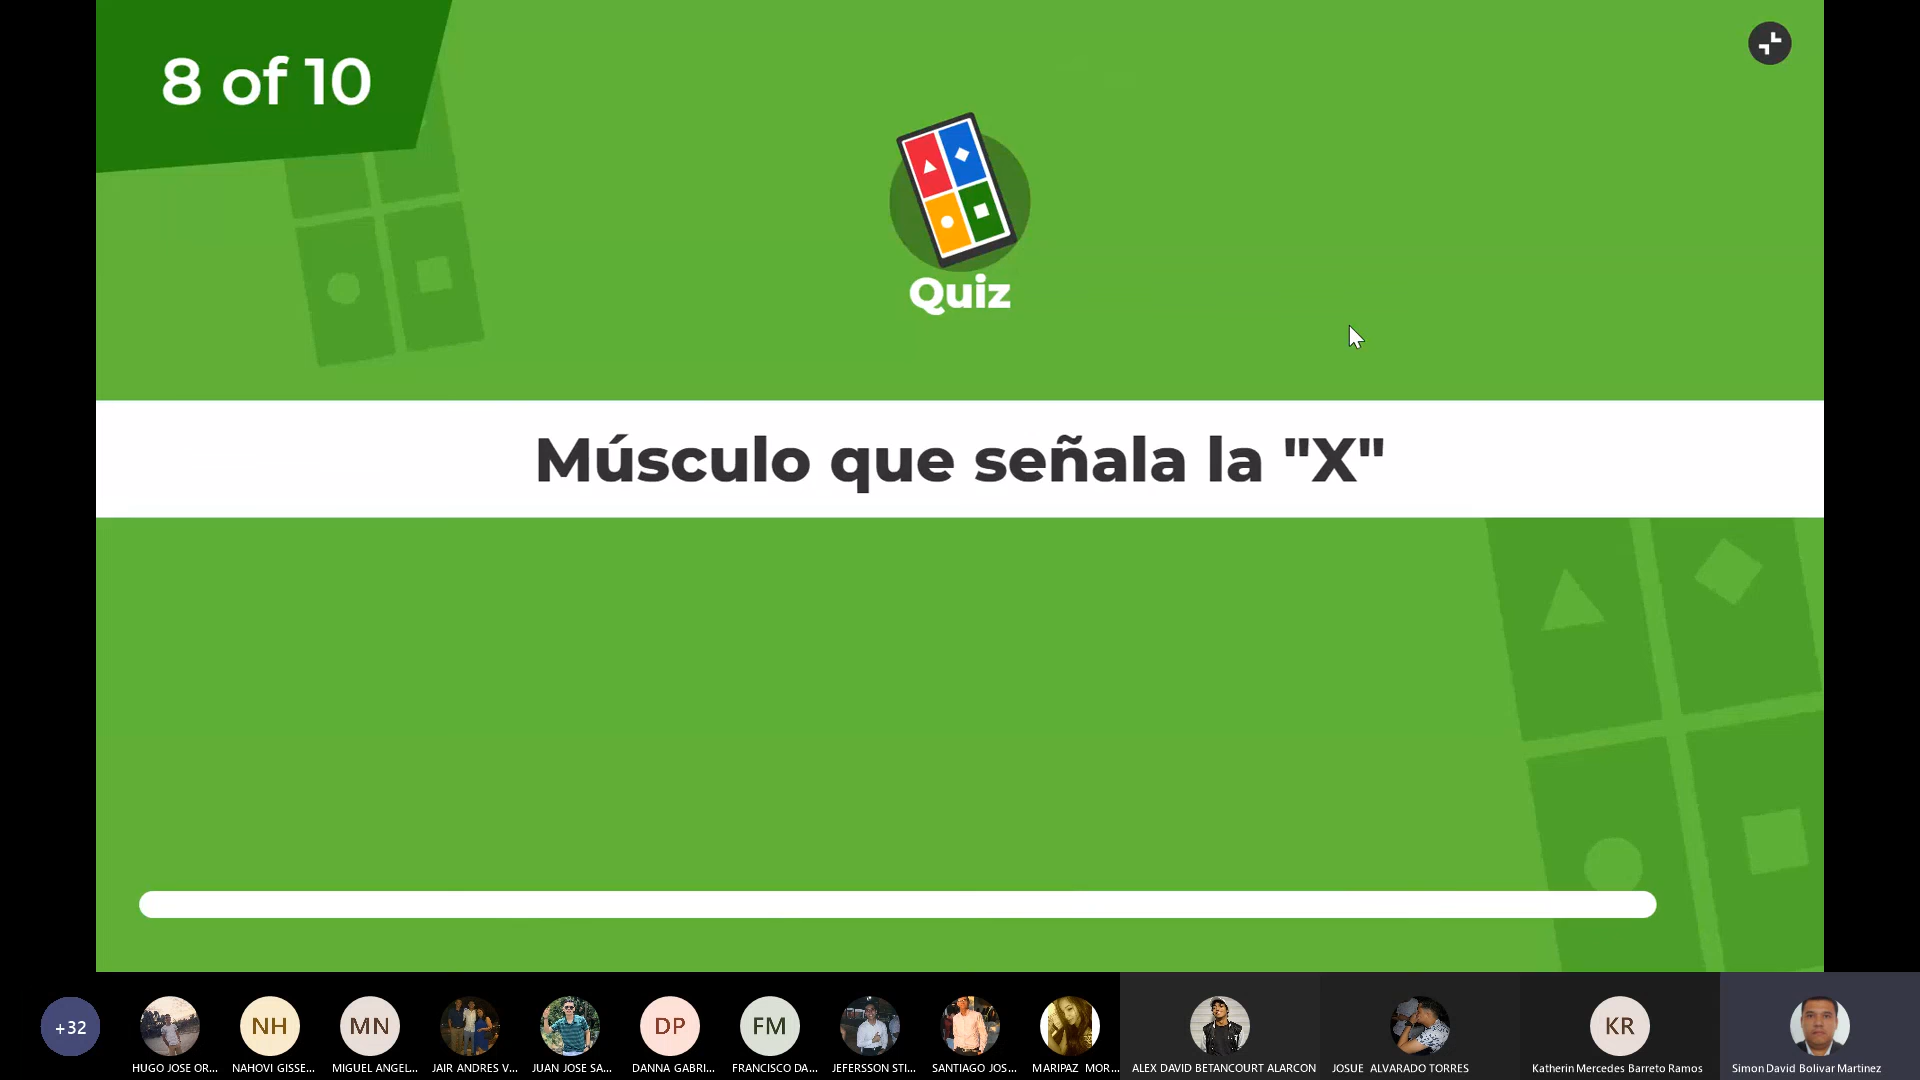 8 of 10
Quiz
Músculo que señala la "X"
+32
NH
MN
DP
FM
KR
HUGO JOSE OR...
NAHOVI GISSE...
MIGUEL ANGEL...
JAIR ANDRES V...
JUAN JOSE SA...
DANNA GABRI...
FRANCISCO DA...
JEFERSSON STI...
SANTIAGO JOS...
MARIPAZ MOR...
ALEX DAVID BETANCOURT ALARCON
JOSUE ALVARADO TORRES
Katherin Mercedes Barreto Ramos
Simon David Bolivar Martinez